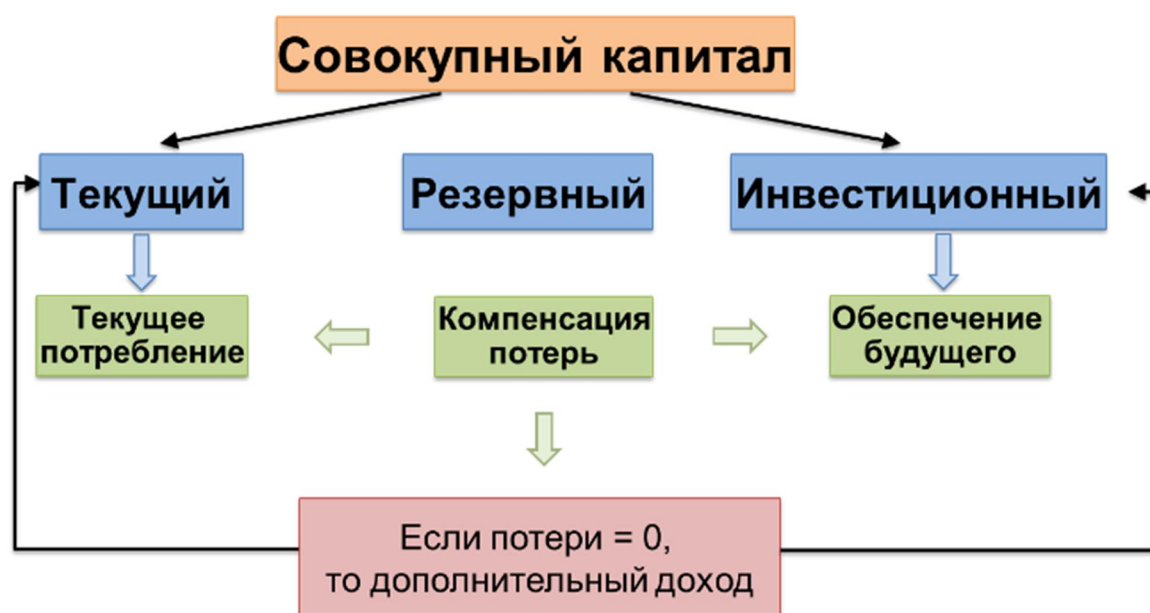 Совокупный капитал
Текущий
Резервный
Инвестиционный
Текущее
потребление
Компенсация
потерь
Обеспечение
будущего
Если потери = 0,
то дополнительный доход